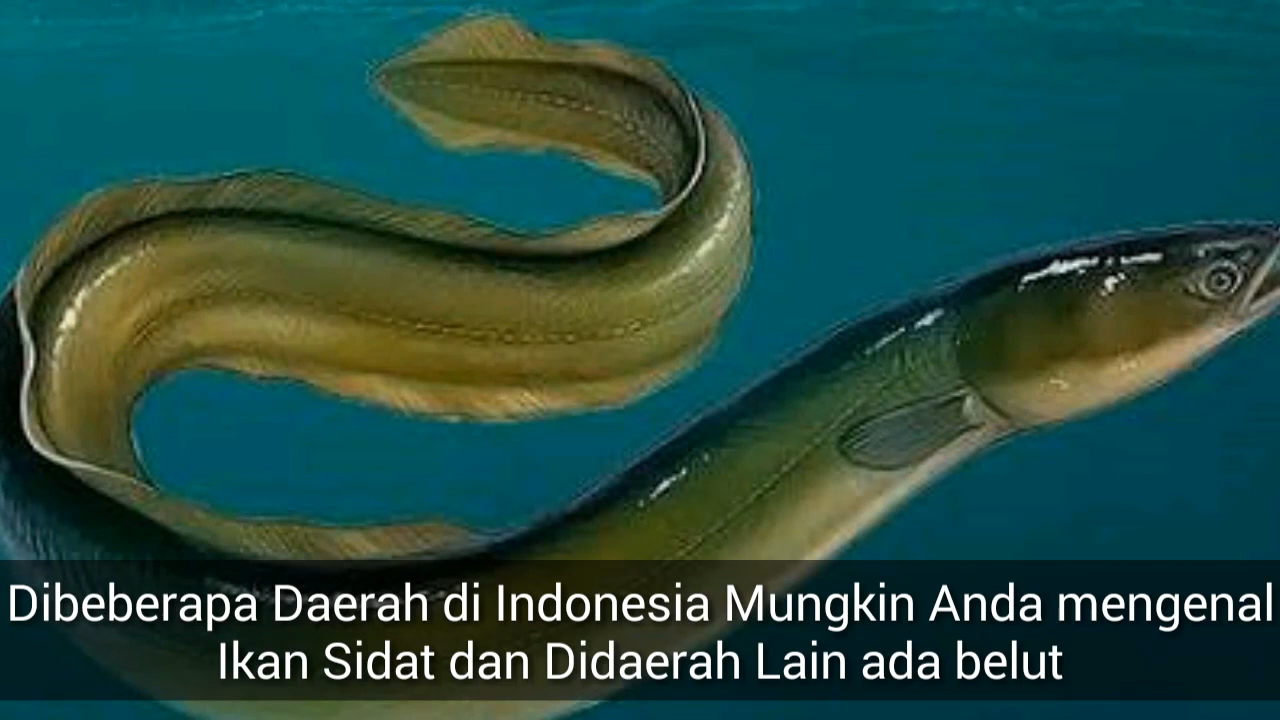 Dibeberapa Daerah di Indonesia Mungkin Anda mengenal
Ikan Sidat dan Didaerah Lain ada belut